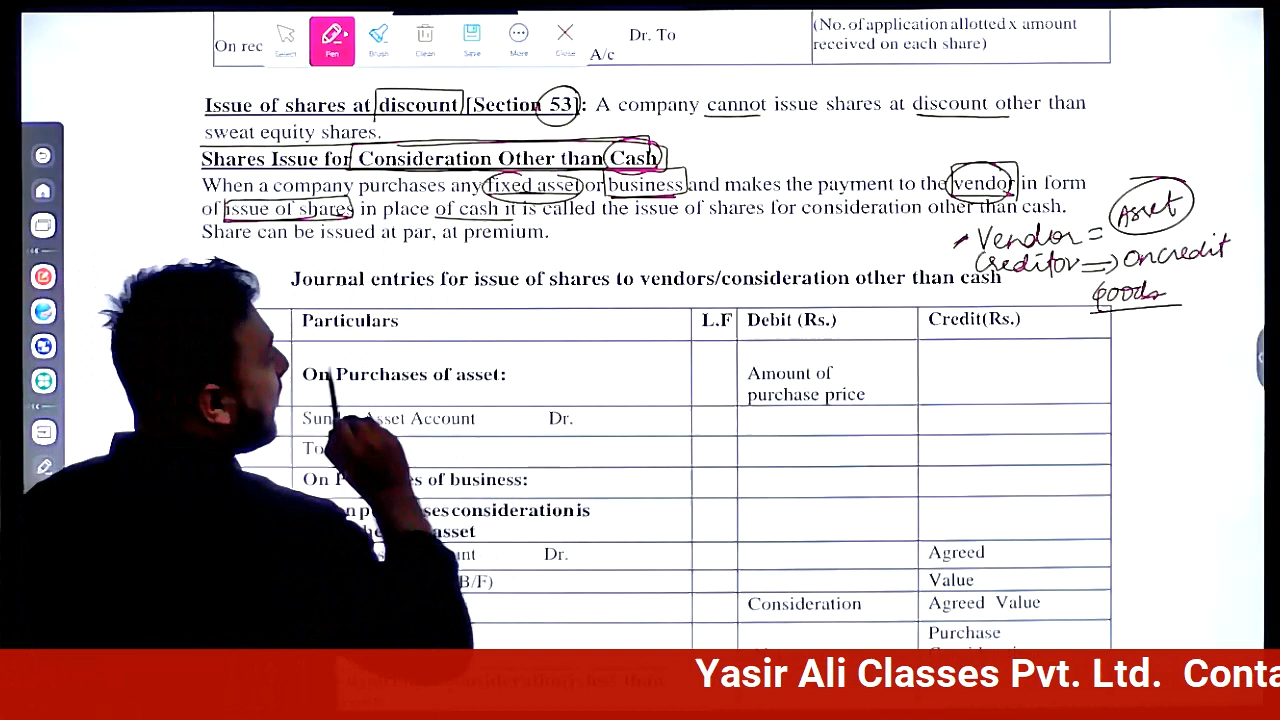 Select Pen Brush Clean Save More Close
On rec
Dr. To
A/c
(No. of application allotted x amount
received on each share)
Issue of shares at discount [Section 53]: A company cannot issue shares at discount other than
sweat equity shares.
Shares Issue for Consideration Other than Cash
When a company purchases any fixed asset or business and makes the payment to the vendor in form
of issue of shares in place of cash it is called the issue of shares for consideration other than cash.
Share can be issued at par, at premium.
Vendor = Asset
Creditor => On credit
goods
Journal entries for issue of shares to vendors/consideration other than cash
Particulars L.F Debit (Rs.) Credit(Rs.)
On Purchases of asset: Amount of
purchase price
Asset Account Dr.
To
On of business:
consideration is
asset
Dr. Agreed
B/F) Value
Consideration Agreed Value
Purchase
Yasir Ali Classes Pvt. Ltd. Conta